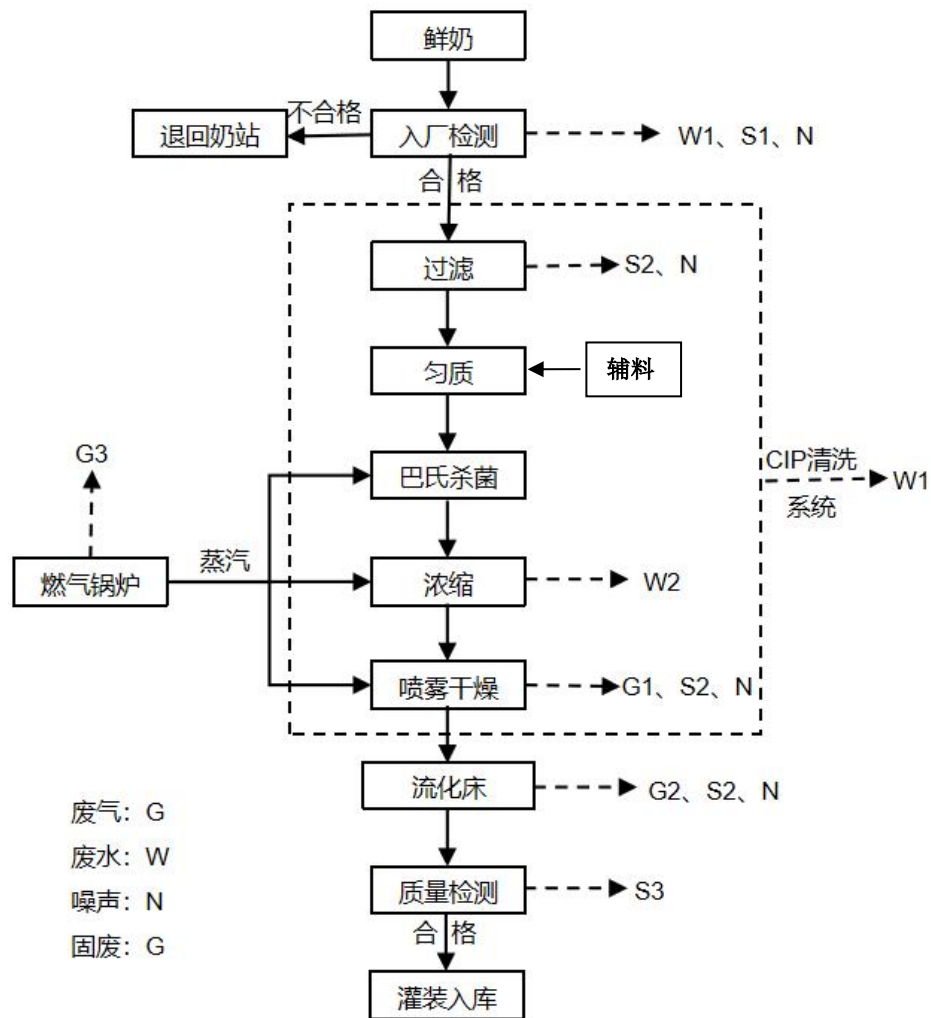 鲜奶
不合格
退回奶站
入厂检测
W1、S1、N
合 格
过滤
S2、N
匀质
辅料
G3
巴氏杀菌
CIP清洗
系统
W1
燃气锅炉
蒸汽
浓缩
W2
喷雾干燥
G1、S2、N
流化床
G2、S2、N
废气：G
废水：W
噪声：N
固废：G
质量检测
S3
合 格
灌装入库